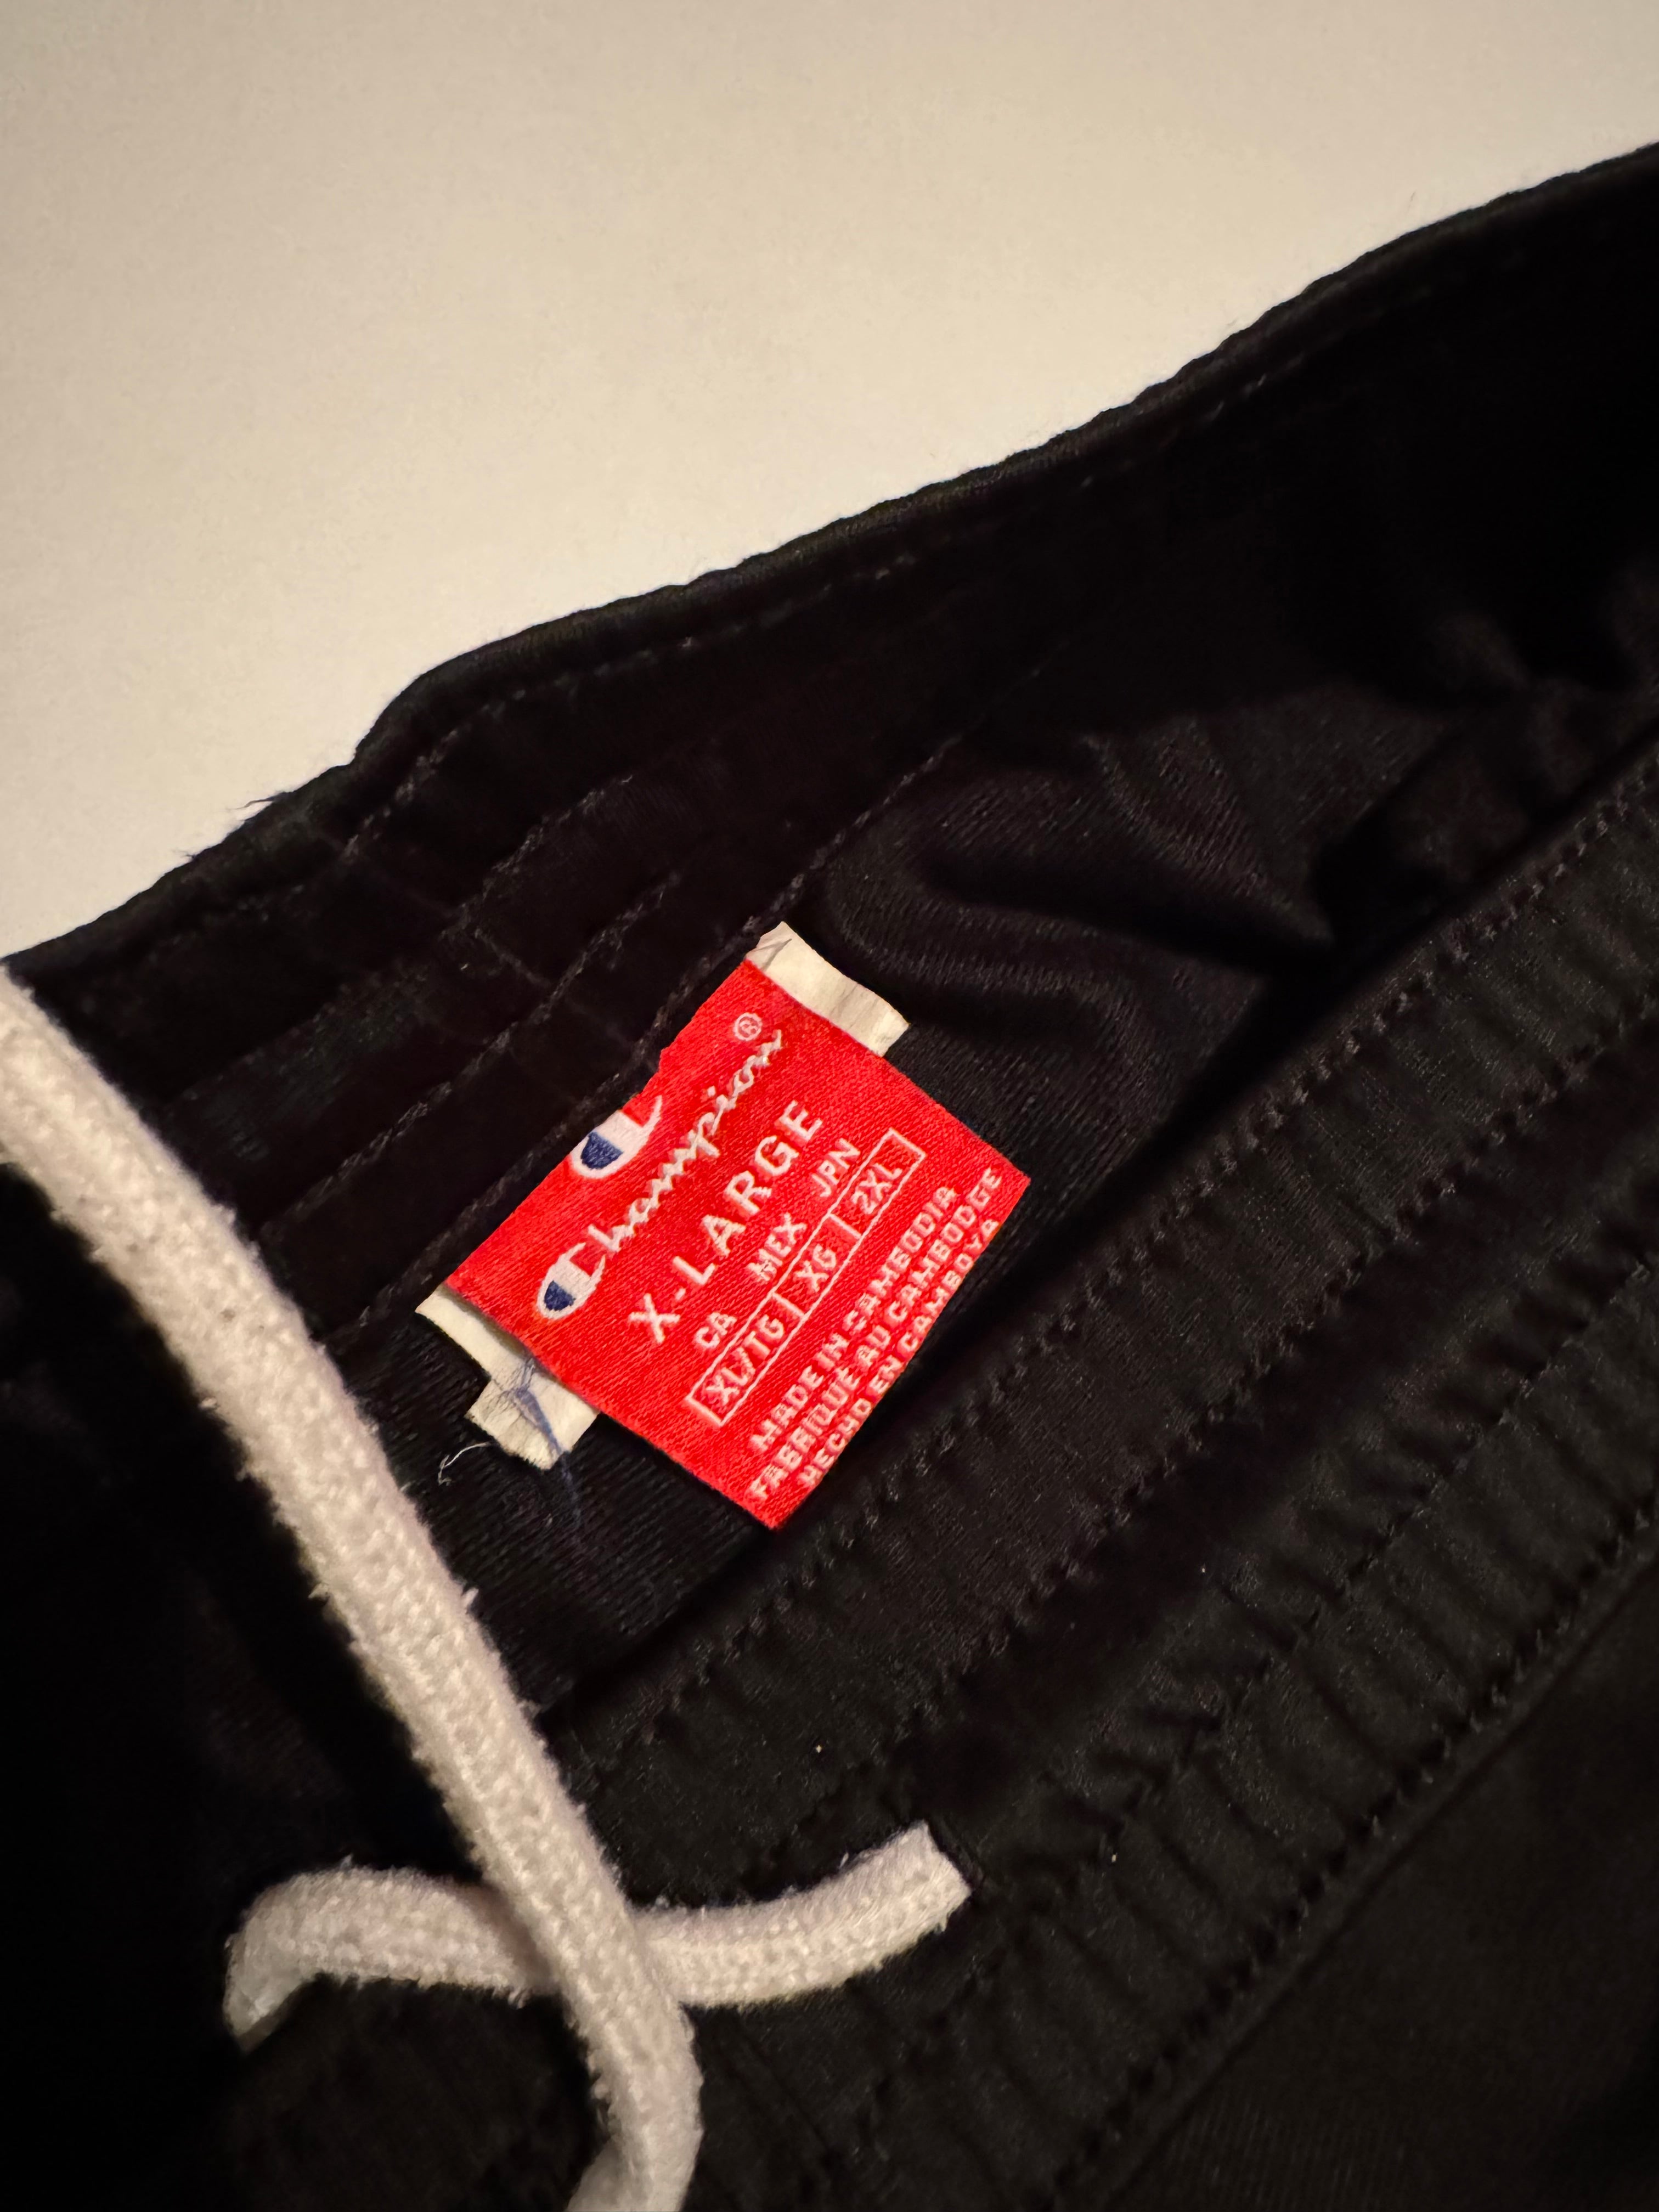 Champion®
X-LARGE
CA MEX JPN
XL/TG XG 2XL
MADE IN CAMBODIA
FABRIQUÉ AU CAMBODGE
HECHO EN CAMBOYA